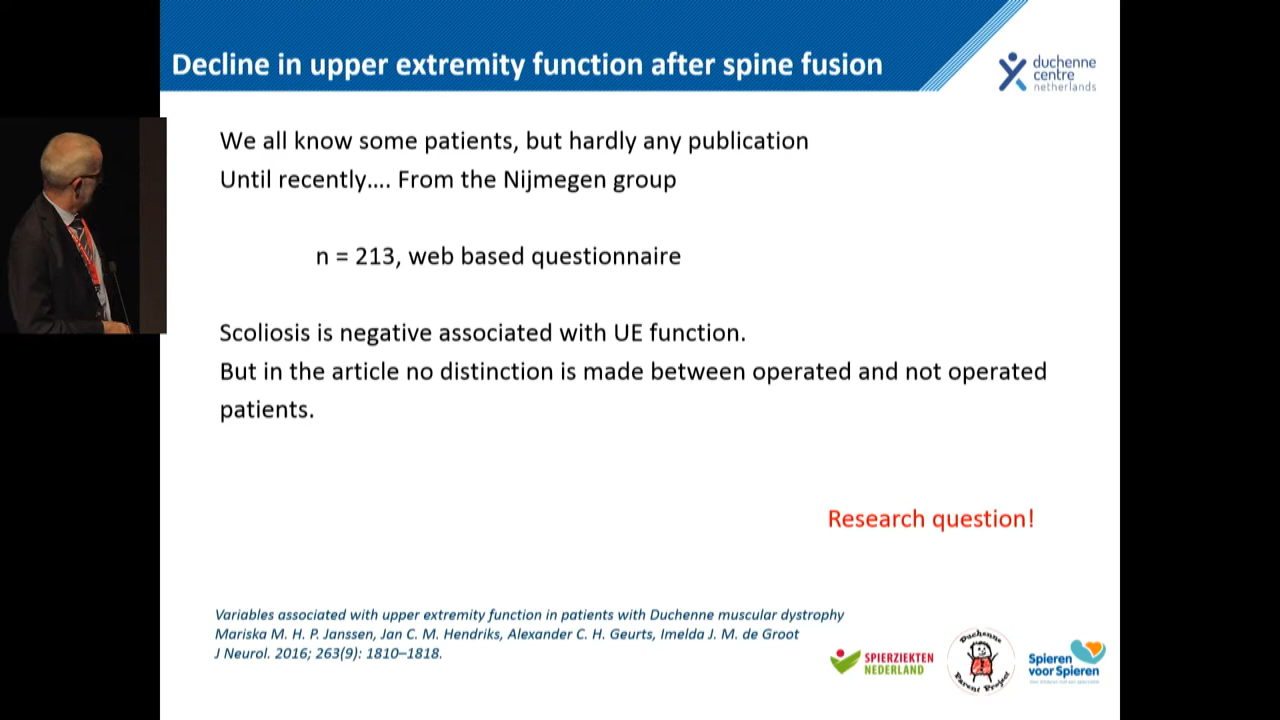 Decline in upper extremity function after spine fusion
duchenne
centre
netherlands
We all know some patients, but hardly any publication
Until recently.... From the Nijmegen group
n = 213, web based questionnaire
Scoliosis is negative associated with UE function.
But in the article no distinction is made between operated and not operated
patients.
Research question!
Variables associated with upper extremity function in patients with Duchenne muscular dystrophy
Mariska M. H. P. Janssen, Jan C. M. Hendriks, Alexander C. H. Geurts, Imelda J. M. de Groot
J Neurol. 2016; 263(9): 1810–1818.
SPIERZIEKTEN
NEDERLAND
Duchenne
Parent Project
Spieren
voor Spieren